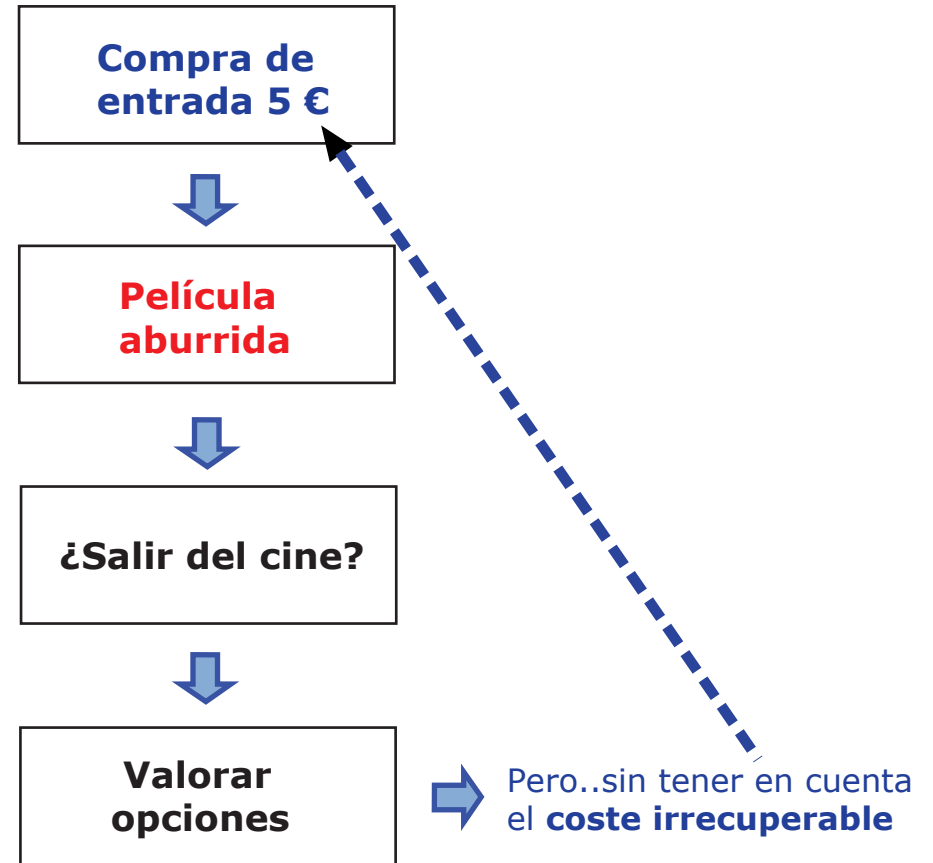 Compra de
entrada 5 €
Película
aburrida
¿Salir del cine?
Valorar
opciones
Pero..sin tener en cuenta
el coste irrecuperable